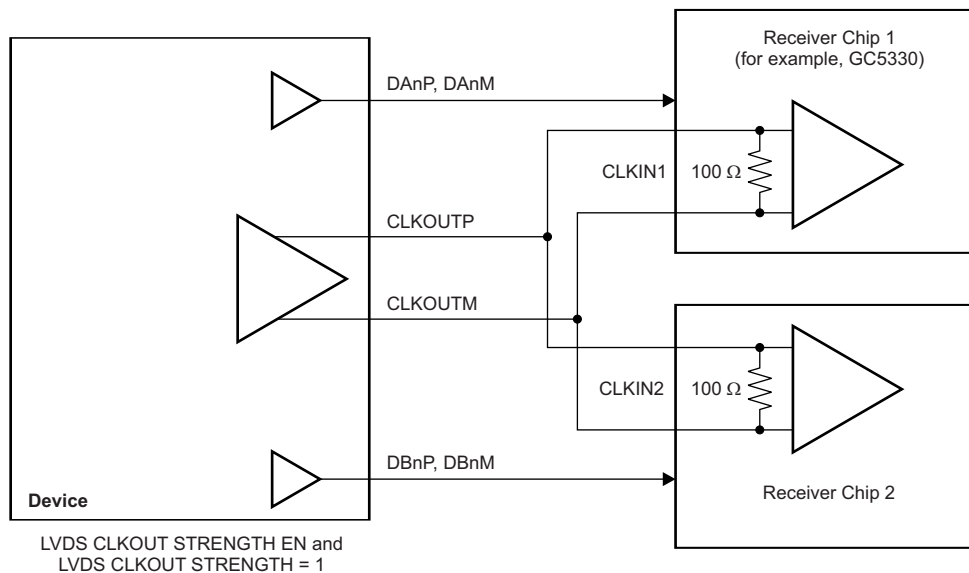 Receiver Chip 1
(for example, GC5330)
DAnP, DAnM
CLKIN1
100 Ω
CLKOUTP
CLKOUTM
CLKIN2
100 Ω
DBnP, DBnM
Receiver Chip 2
Device
LVDS CLKOUT STRENGTH EN and
LVDS CLKOUT STRENGTH = 1